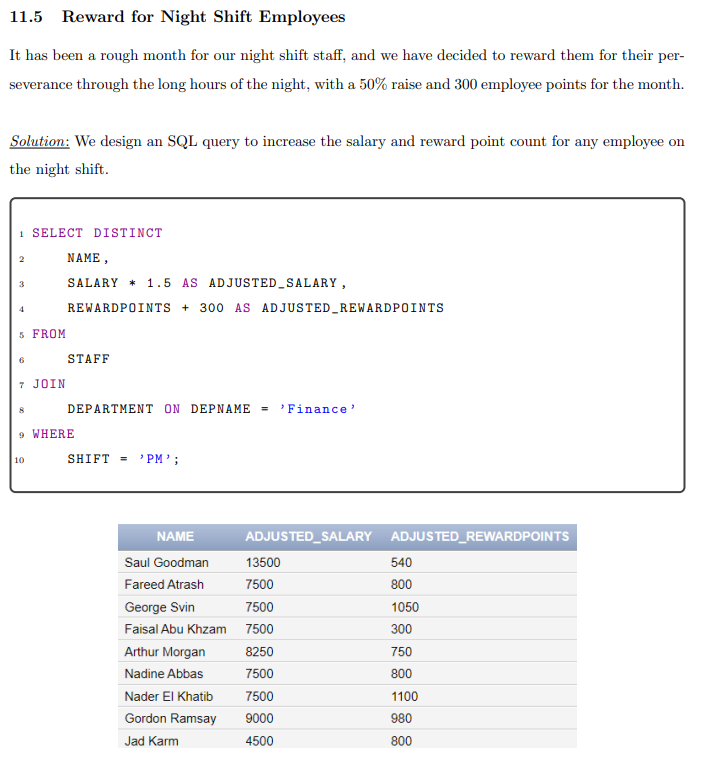 11.5 Reward for Night Shift Employees
It has been a rough month for our night shift staff, and we have decided to reward them for their per-
severance through the long hours of the night, with a 50% raise and 300 employee points for the month.
Solution: We design an SQL query to increase the salary and reward point count for any employee on
the night shift.
1 SELECT DISTINCT
2 NAME,
3 SALARY * 1.5 AS ADJUSTED_SALARY,
4 REWARDPOINTS + 300 AS ADJUSTED_REWARDPOINTS
5 FROM
6 STAFF
7 JOIN
8 DEPARTMENT ON DEPNAME = 'Finance'
9 WHERE
10 SHIFT = 'PM';
NAME ADJUSTED_SALARY ADJUSTED_REWARDPOINTS
Saul Goodman 13500 540
Fareed Atrash 7500 800
George Svin 7500 1050
Faisal Abu Khzam 7500 300
Arthur Morgan 8250 750
Nadine Abbas 7500 800
Nader El Khatib 7500 1100
Gordon Ramsay 9000 980
Jad Karm 4500 800